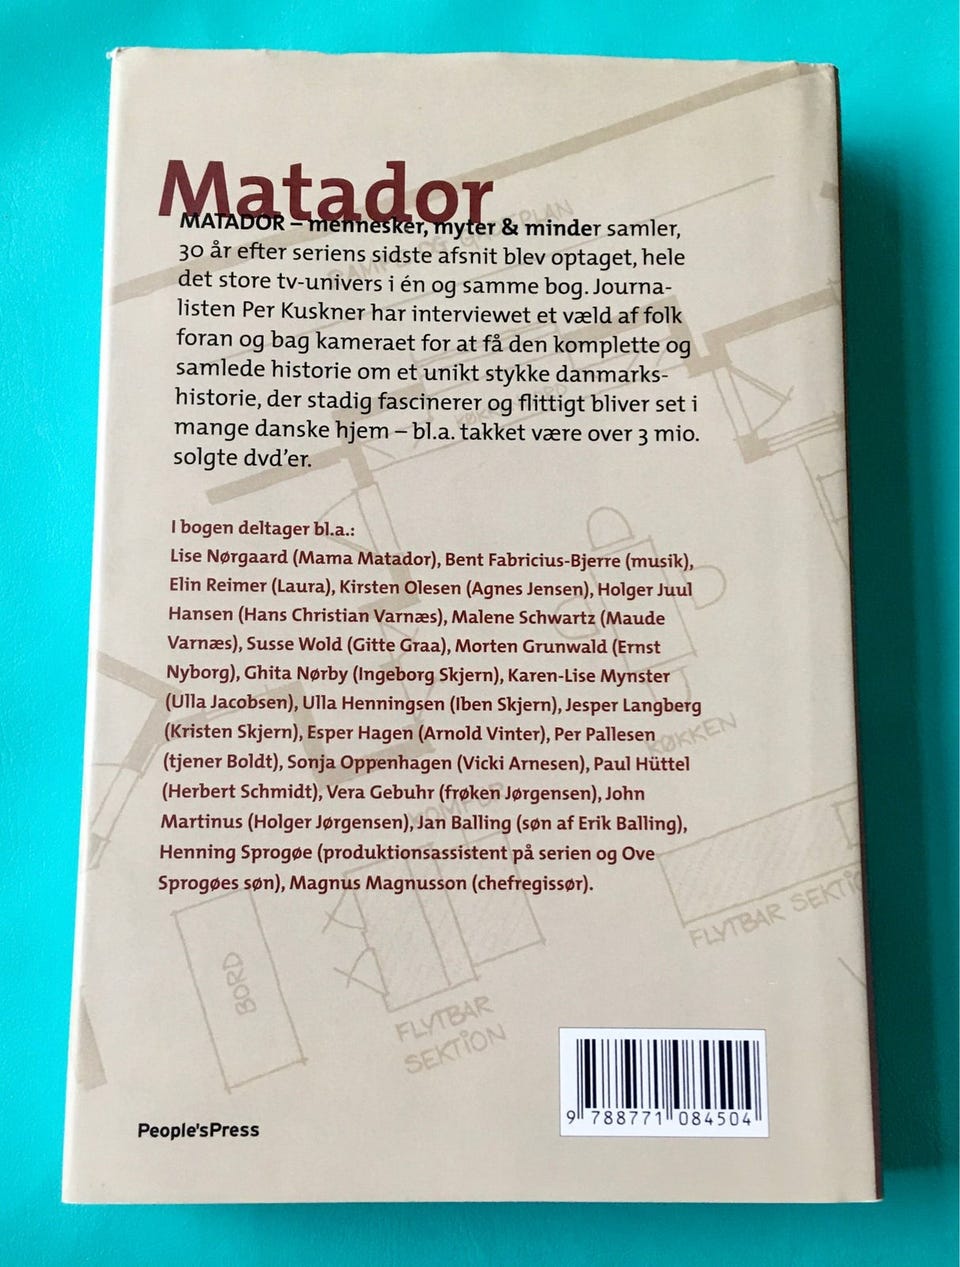 Matador
MATADOR – mennesker, myter & minder samler,
30 år efter seriens sidste afsnit blev optaget, hele
det store tv-univers i én og samme bog. Journa-
listen Per Kuskner har interviewet et væld af folk
foran og bag kameraet for at få den komplette og
samlede historie om et unikt stykke danmarks-
historie, der stadig fascinerer og flittigt bliver set i
mange danske hjem – bl.a. takket være over 3 mio.
solgte dvd'er.
I bogen deltager bl.a.:
Lise Nørgaard (Mama Matador), Bent Fabricius-Bjerre (musik),
Elin Reimer (Laura), Kirsten Olesen (Agnes Jensen), Holger Juul
Hansen (Hans Christian Varnæs), Malene Schwartz (Maude
Varnæs), Susse Wold (Gitte Graa), Morten Grunwald (Ernst
Nyborg), Ghita Nørby (Ingeborg Skjern), Karen-Lise Mynster
(Ulla Jacobsen), Ulla Henningsen (Iben Skjern), Jesper Langberg
(Kristen Skjern), Esper Hagen (Arnold Vinter), Per Pallesen
(tjener Boldt), Sonja Oppenhagen (Vicki Arnesen), Paul Hüttel
(Herbert Schmidt), Vera Gebuhr (frøken Jørgensen), John
Martinus (Holger Jørgensen), Jan Balling (søn af Erik Balling),
Henning Sprogøe (produktionsassistent på serien og Ove
Sprogøes søn), Magnus Magnusson (chefregissør).
KØKKEN
KOMFUR
FLYTBAR SEKTIO
BORD
FLYTBAR
SEKTION
People'sPress
9 788771 084504